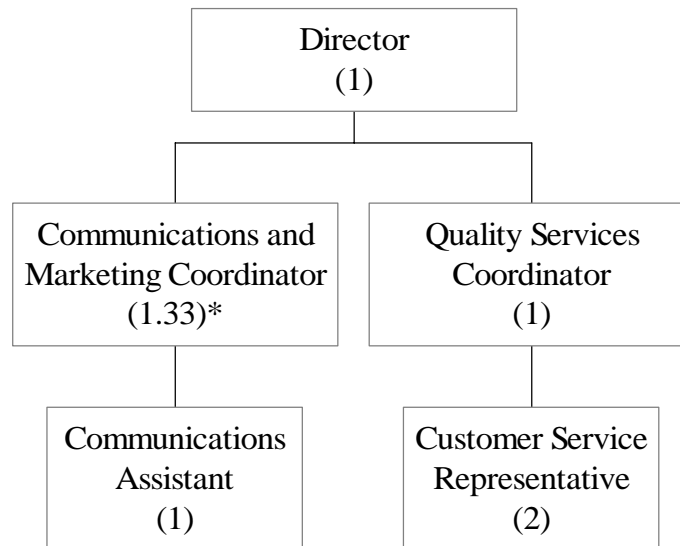 Director
(1)
Communications and
Marketing Coordinator
(1.33)*
Quality Services
Coordinator
(1)
Communications
Assistant
(1)
Customer Service
Representative
(2)